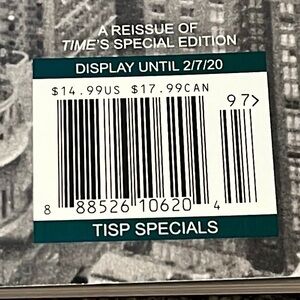 A REISSUE OF
TIME'S SPECIAL EDITION
DISPLAY UNTIL 2/7/20
$14.99US $17.99CAN
97>
8 88526 10620 4
TISP SPECIALS